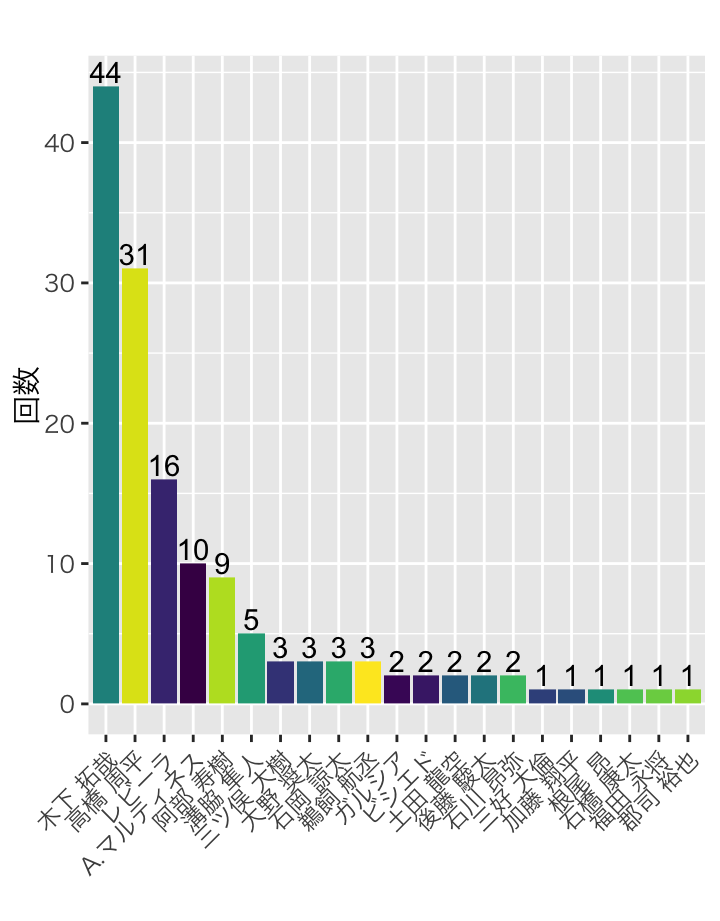 回数
40
30
20
10
0
44
31
16
10
9
5
3
3
3
3
2
2
2
2
2
1
1
1
1
1
1
木下 拓哉
高橋 周平
レビーラ
A.マルティネス
阿部 寿樹
溝脇 隼人
三ツ俣 大樹
大野 奨太
石岡 諒太
鵜飼 航丞
ガルシア
ビシエド
土田 龍空
後藤 駿太
石川 昂弥
三好 大倫
加藤 翔平
根尾 昂
石橋 康太
福田 永将
郡司 裕也